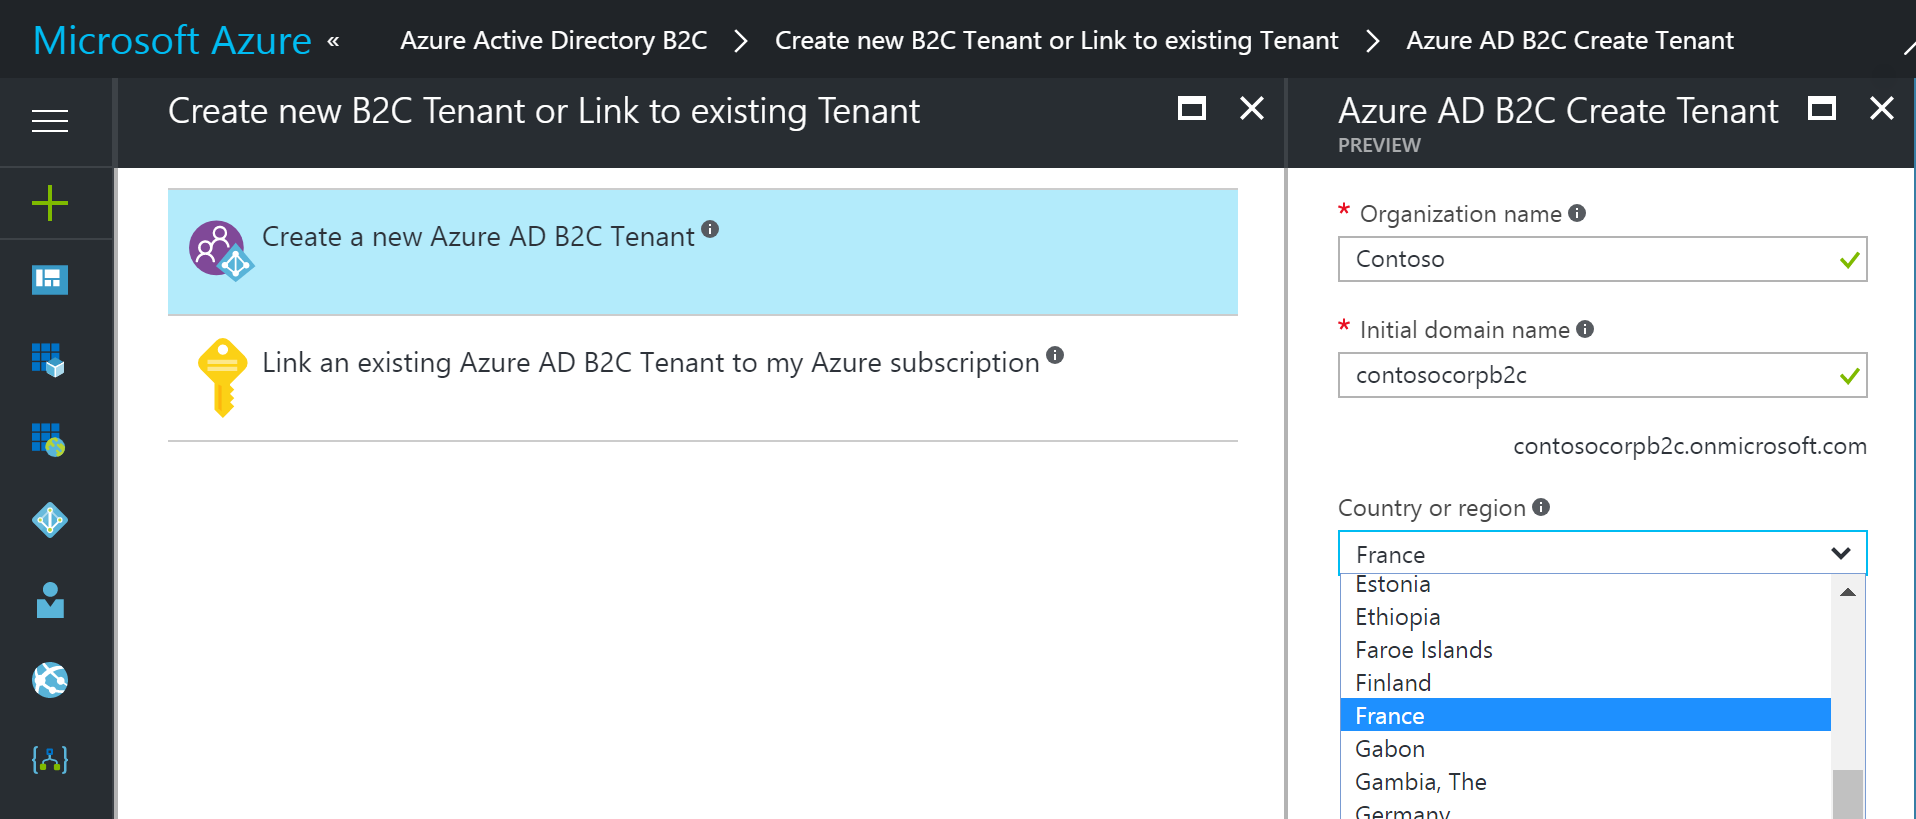 Microsoft Azure « Azure Active Directory B2C > Create new B2C Tenant or Link to existing Tenant > Azure AD B2C Create Tenant
Create new B2C Tenant or Link to existing Tenant
Create a new Azure AD B2C Tenant
Link an existing Azure AD B2C Tenant to my Azure subscription
Azure AD B2C Create Tenant
PREVIEW
* Organization name
Contoso
* Initial domain name
contosocorpb2c
contosocorpb2c.onmicrosoft.com
Country or region
France
Estonia
Ethiopia
Faroe Islands
Finland
France
Gabon
Gambia, The
Germany